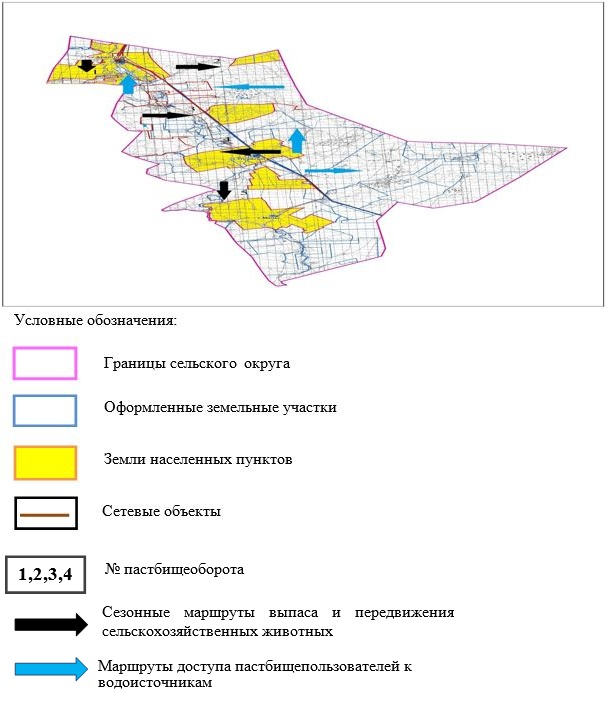 Условные обозначения:
Границы сельского округа
Оформленные земельные участки
Земли населенных пунктов
Сетевые объекты
1,2,3,4
№ пастбищеоборота
Сезонные маршруты выпаса и передвижения
сельскохозяйственных животных
Маршруты доступа пастбищепользователей к
водоисточникам